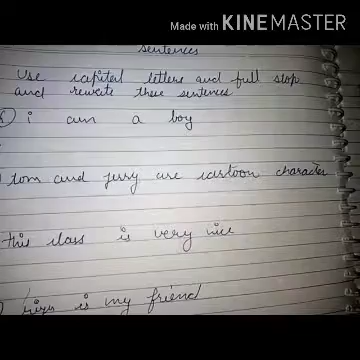 Made with KINEMASTER
sentences
Use capital letters and full stop
and rewrite these sentences
i am a boy
tom and jerry are cartoon character
this class is very nice
is my friend